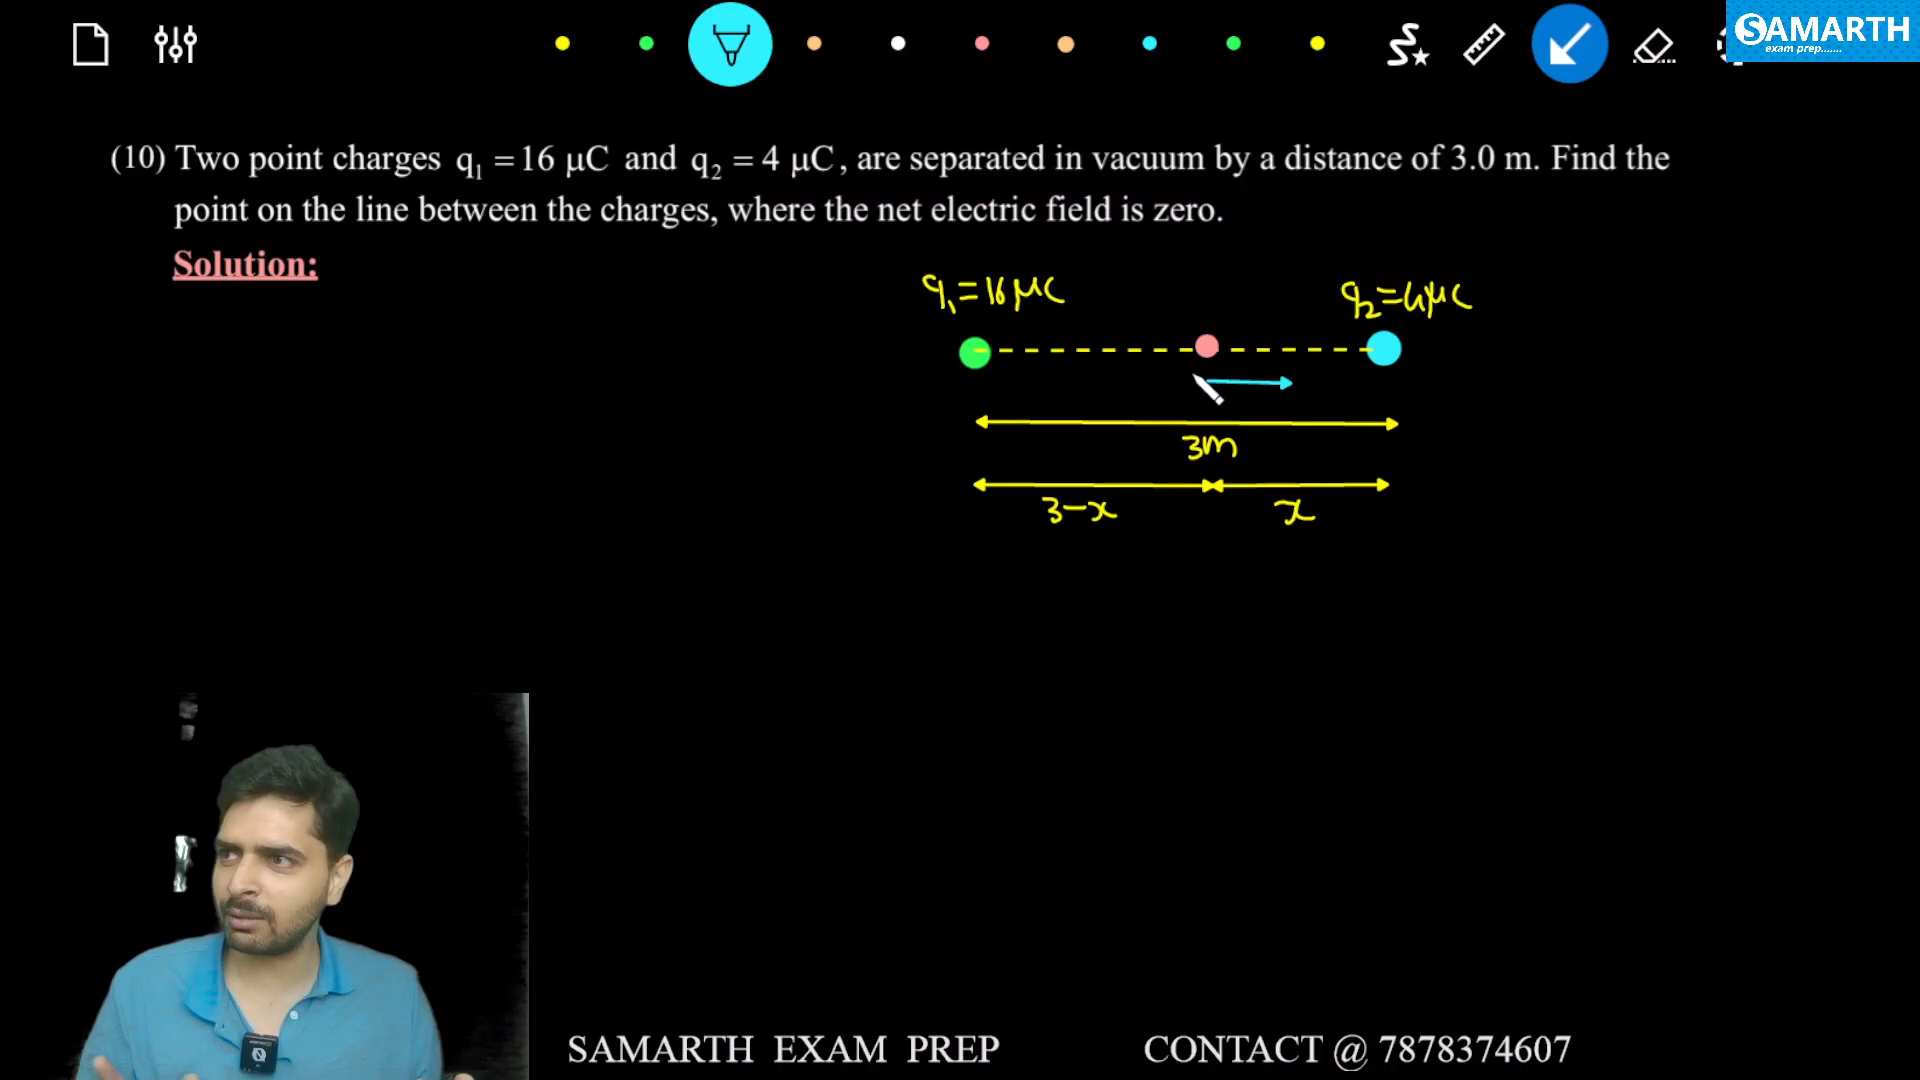 SAMARTH
exam prep.......
(10) Two point charges q₁ = 16 μC and q₂ = 4 μC, are separated in vacuum by a distance of 3.0 m. Find the
point on the line between the charges, where the net electric field is zero.
Solution:
q₁=16μC q₂=4μC
3m
3-x x
SAMARTH EXAM PREP CONTACT @ 7878374607